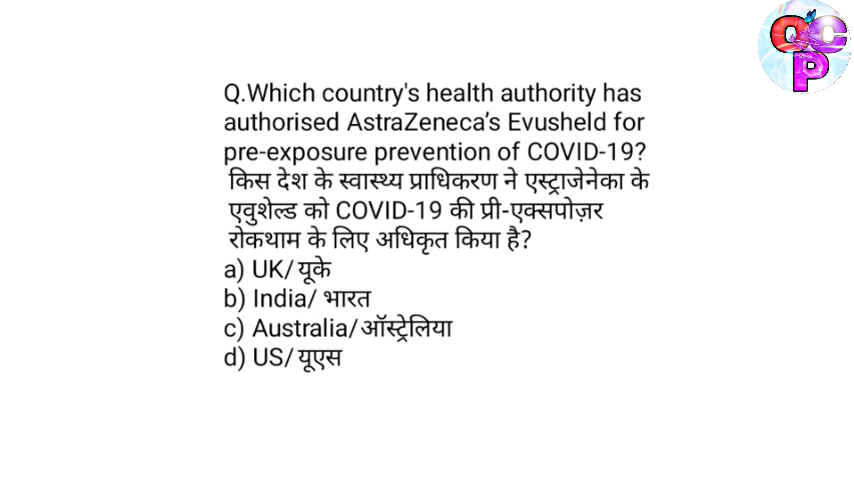 QCP
Q.Which country's health authority has
authorised AstraZeneca’s Evusheld for
pre-exposure prevention of COVID-19?
किस देश के स्वास्थ्य प्राधिकरण ने एस्ट्राजेनेका के
एवुशेल्ड को COVID-19 की प्री-एक्सपोज़र
रोकथाम के लिए अधिकृत किया है?
a) UK/ यूके
b) India/ भारत
c) Australia/ऑस्ट्रेलिया
d) US/ यूएस